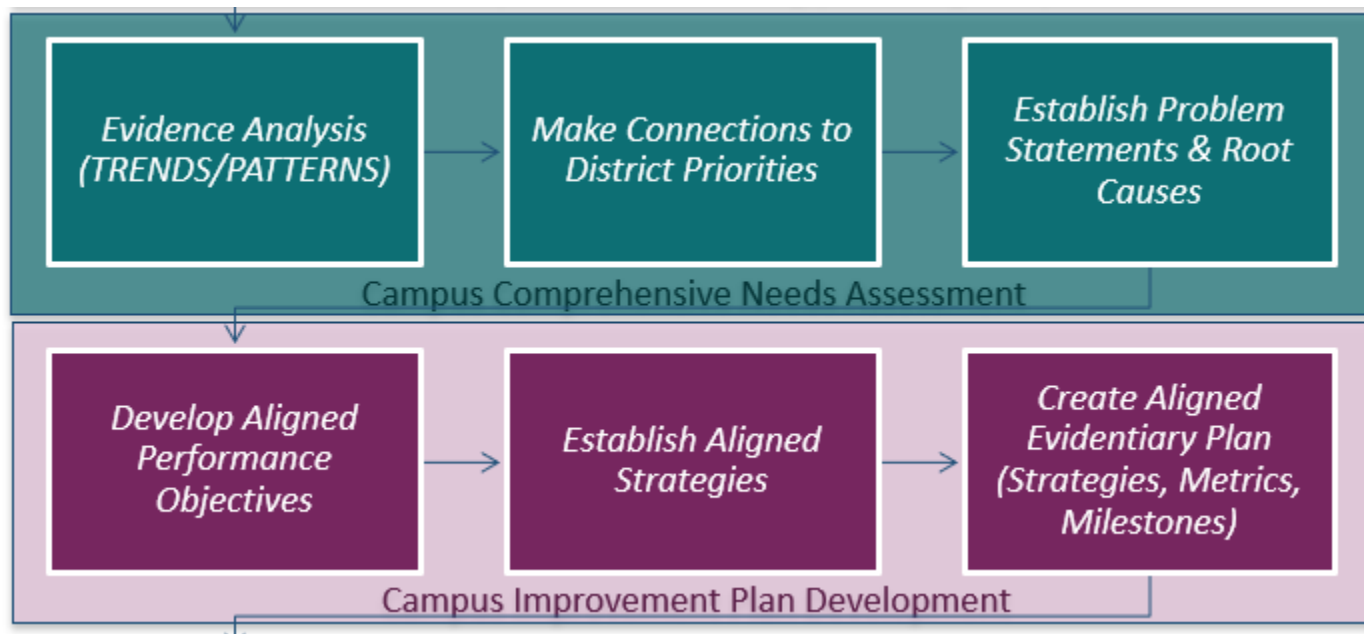 Evidence Analysis
(TRENDS/PATTERNS)
Make Connections to
District Priorities
Establish Problem
Statements & Root
Causes
Campus Comprehensive Needs Assessment
Develop Aligned
Performance
Objectives
Establish Aligned
Strategies
Create Aligned
Evidentiary Plan
(Strategies, Metrics,
Milestones)
Campus Improvement Plan Development